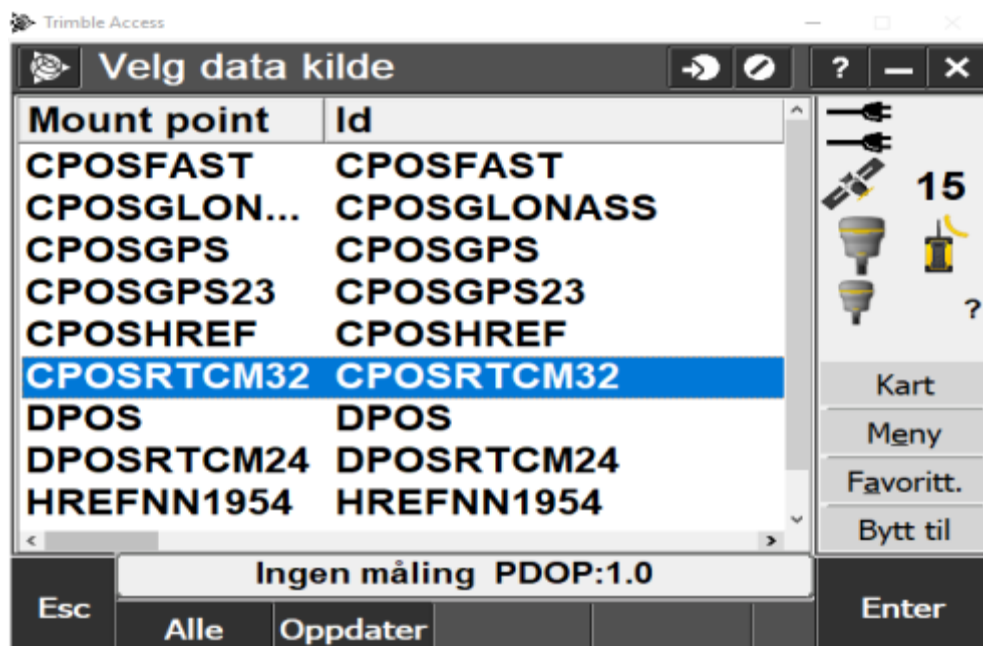 Trimble Access
Velg data kilde
?
Mount point Id
CPOSFAST CPOSFAST
CPOSGLON... CPOSGLONASS
CPOSGPS CPOSGPS
CPOSGPS23 CPOSGPS23
CPOSHREF CPOSHREF
CPOSRTCM32 CPOSRTCM32
DPOS DPOS
DPOSRTCM24 DPOSRTCM24
HREFNN1954 HREFNN1954
15
?
Kart
Meny
Favoritt.
Bytt til
Ingen måling PDOP:1.0
Esc
Alle
Oppdater
Enter